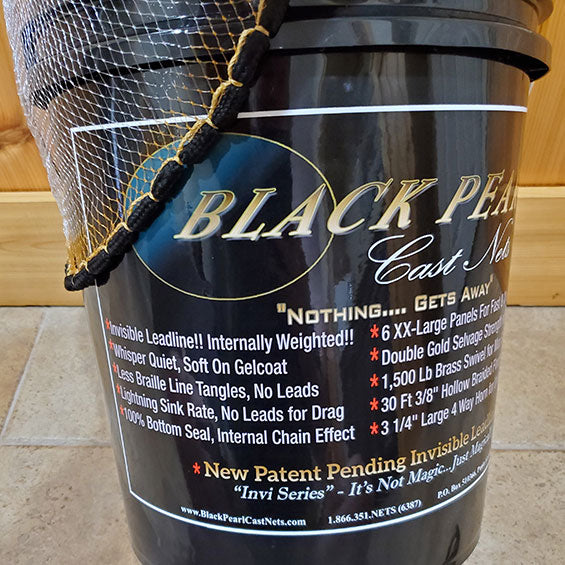 BLACK PEA
Cast Nets
"NOTHING.... GETS AWAY"
*Invisible Leadline!! Internally Weighted!!
*Whisper Quiet, Soft On Gelcoat
*Less Braille Line Tangles, No Leads
*Lightning Sink Rate, No Leads for Drag
*100% Bottom Seal, Internal Chain Effect
*6 XX-Large Panels For Fast
*Double Gold Selvage Strength
*1,500 Lb Brass Swivel for
*30 Ft 3/8" Hollow Braided
*3 1/4" Large 4 Way Horn
*New Patent Pending Invisible
"Invi Series" - It's Not Magic... Just
www.BlackPearlCastNets.com 1.866.351.NETS (6387) P.O. Box